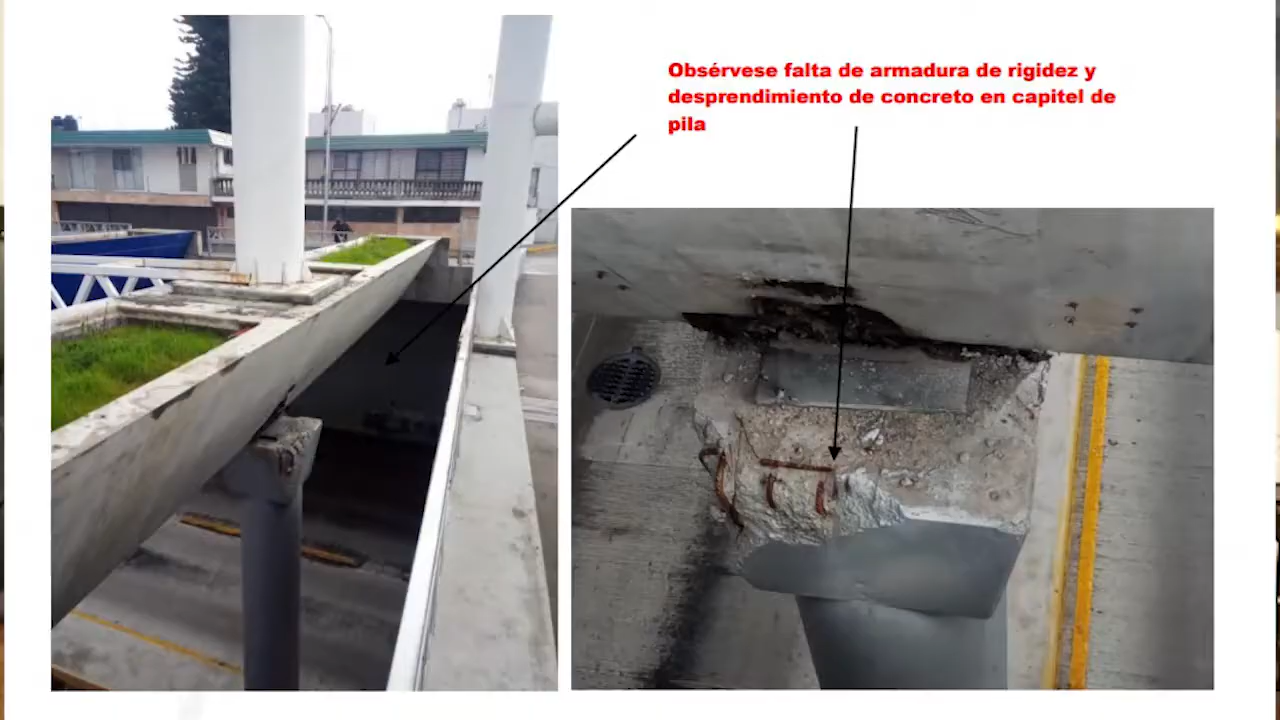 Obsérvese falta de armadura de rigidez y
desprendimiento de concreto en capitel de
pila